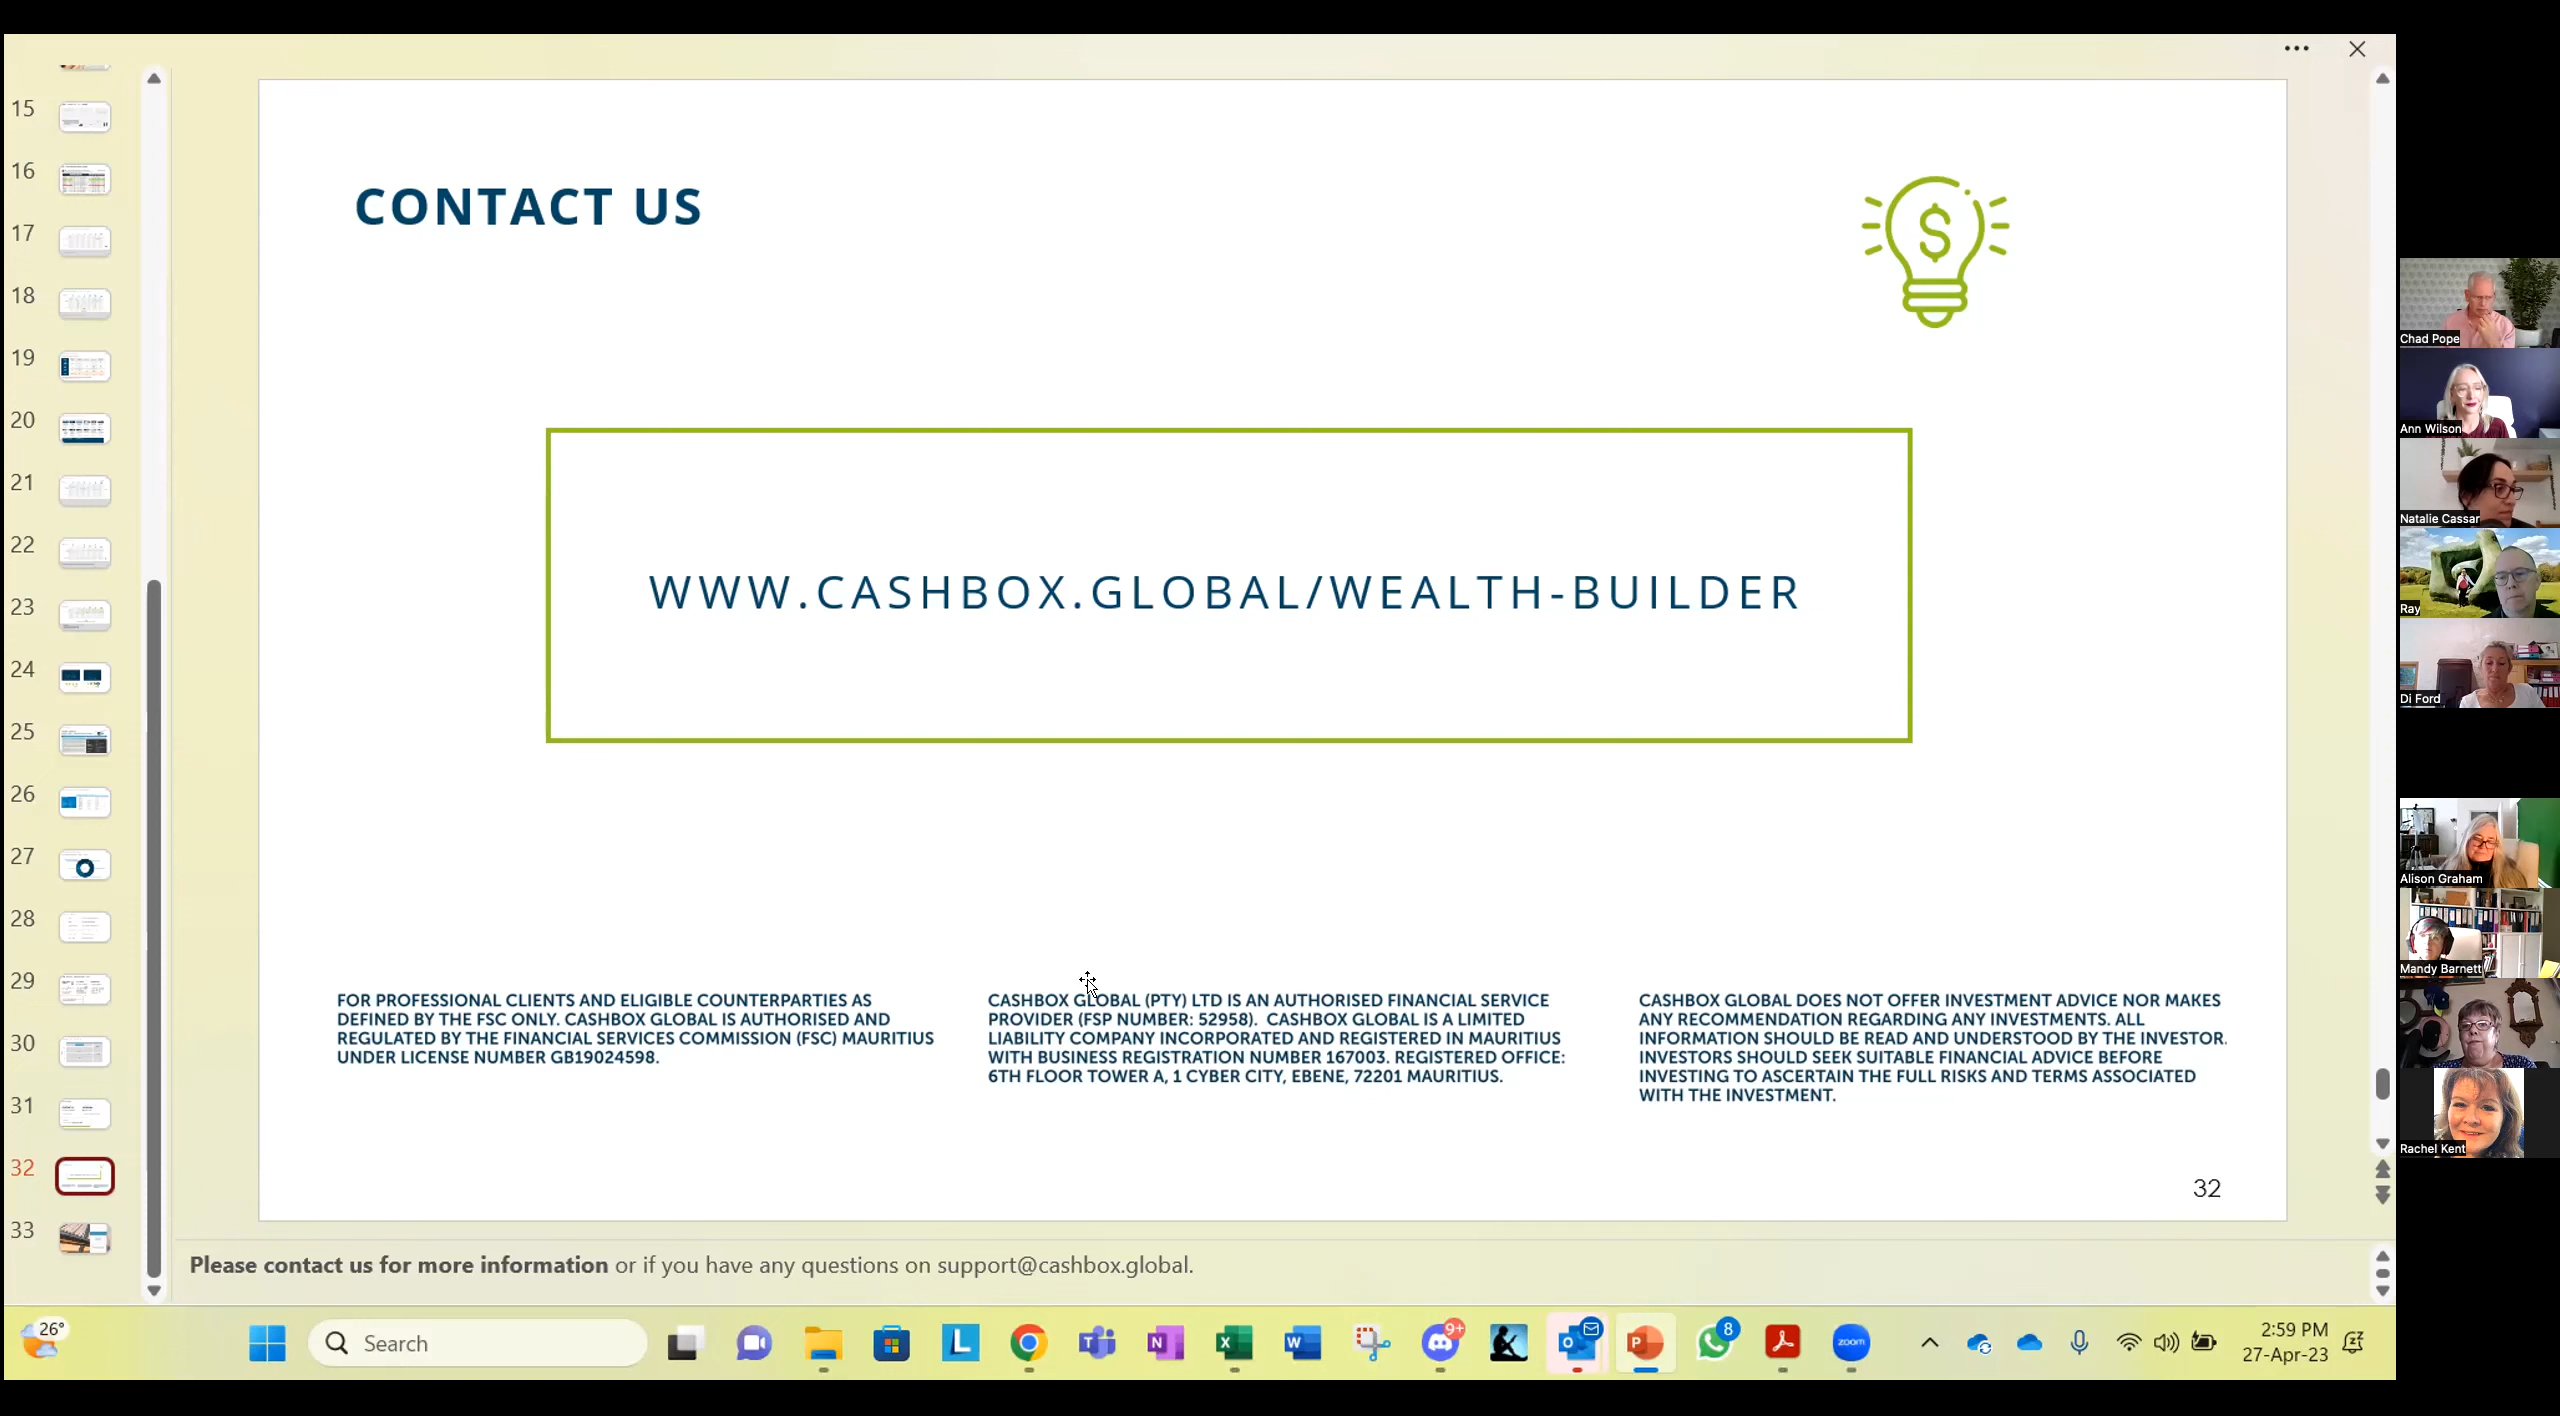 15
16
17
18
19
20
21
22
23
24
25
26
27
28
29
30
31
32
33
CONTACT US
$
WWW.CASHBOX.GLOBAL/WEALTH-BUILDER
FOR PROFESSIONAL CLIENTS AND ELIGIBLE COUNTERPARTIES AS
DEFINED BY THE FSC ONLY. CASHBOX GLOBAL IS AUTHORISED AND
REGULATED BY THE FINANCIAL SERVICES COMMISSION (FSC) MAURITIUS
UNDER LICENSE NUMBER GB19024598.
CASHBOX GLOBAL (PTY) LTD IS AN AUTHORISED FINANCIAL SERVICE
PROVIDER (FSP NUMBER: 52958). CASHBOX GLOBAL IS A LIMITED
LIABILITY COMPANY INCORPORATED AND REGISTERED IN MAURITIUS
WITH BUSINESS REGISTRATION NUMBER 167003. REGISTERED OFFICE:
6TH FLOOR TOWER A, 1 CYBER CITY, EBENE, 72201 MAURITIUS.
CASHBOX GLOBAL DOES NOT OFFER INVESTMENT ADVICE NOR MAKES
ANY RECOMMENDATION REGARDING ANY INVESTMENTS. ALL
INFORMATION SHOULD BE READ AND UNDERSTOOD BY THE INVESTOR.
INVESTORS SHOULD SEEK SUITABLE FINANCIAL ADVICE BEFORE
INVESTING TO ASCERTAIN THE FULL RISKS AND TERMS ASSOCIATED
WITH THE INVESTMENT.
32
Please contact us for more information or if you have any questions on support@cashbox.global.
Chad Pope
Ann Wilson
Natalie Cassar
Ray
Di Ford
Alison Graham
Mandy Barnett
Rachel Kent
26°
Search
L
T
N
X
W
9+
O
P
8
zoom
2:59 PM
27-Apr-23